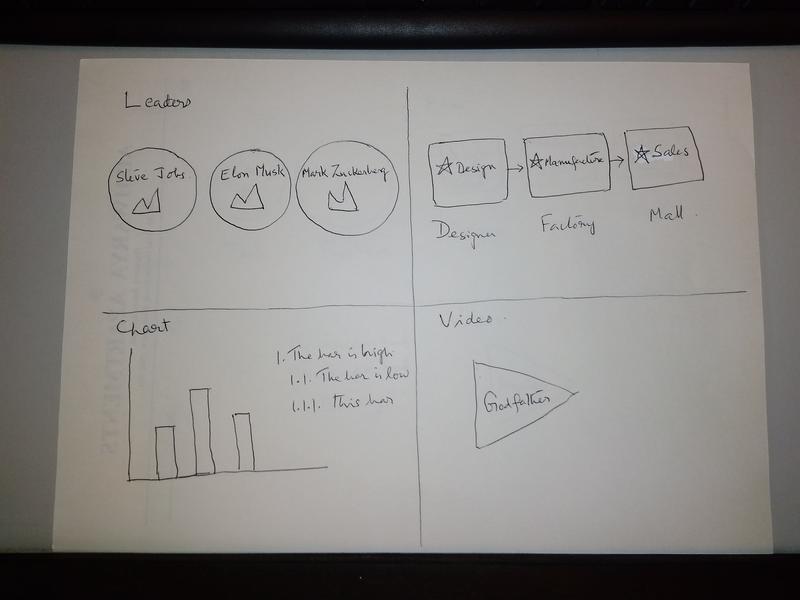 Leaders
Steve Jobs
Elon Musk
Mark Zuckerberg
Design
Manufacture
Sales
Designer
Factory
Mall.
Chart
1. The bar is high
1.1. The bar is low
1.1.1. This bar
Video.
Godfather